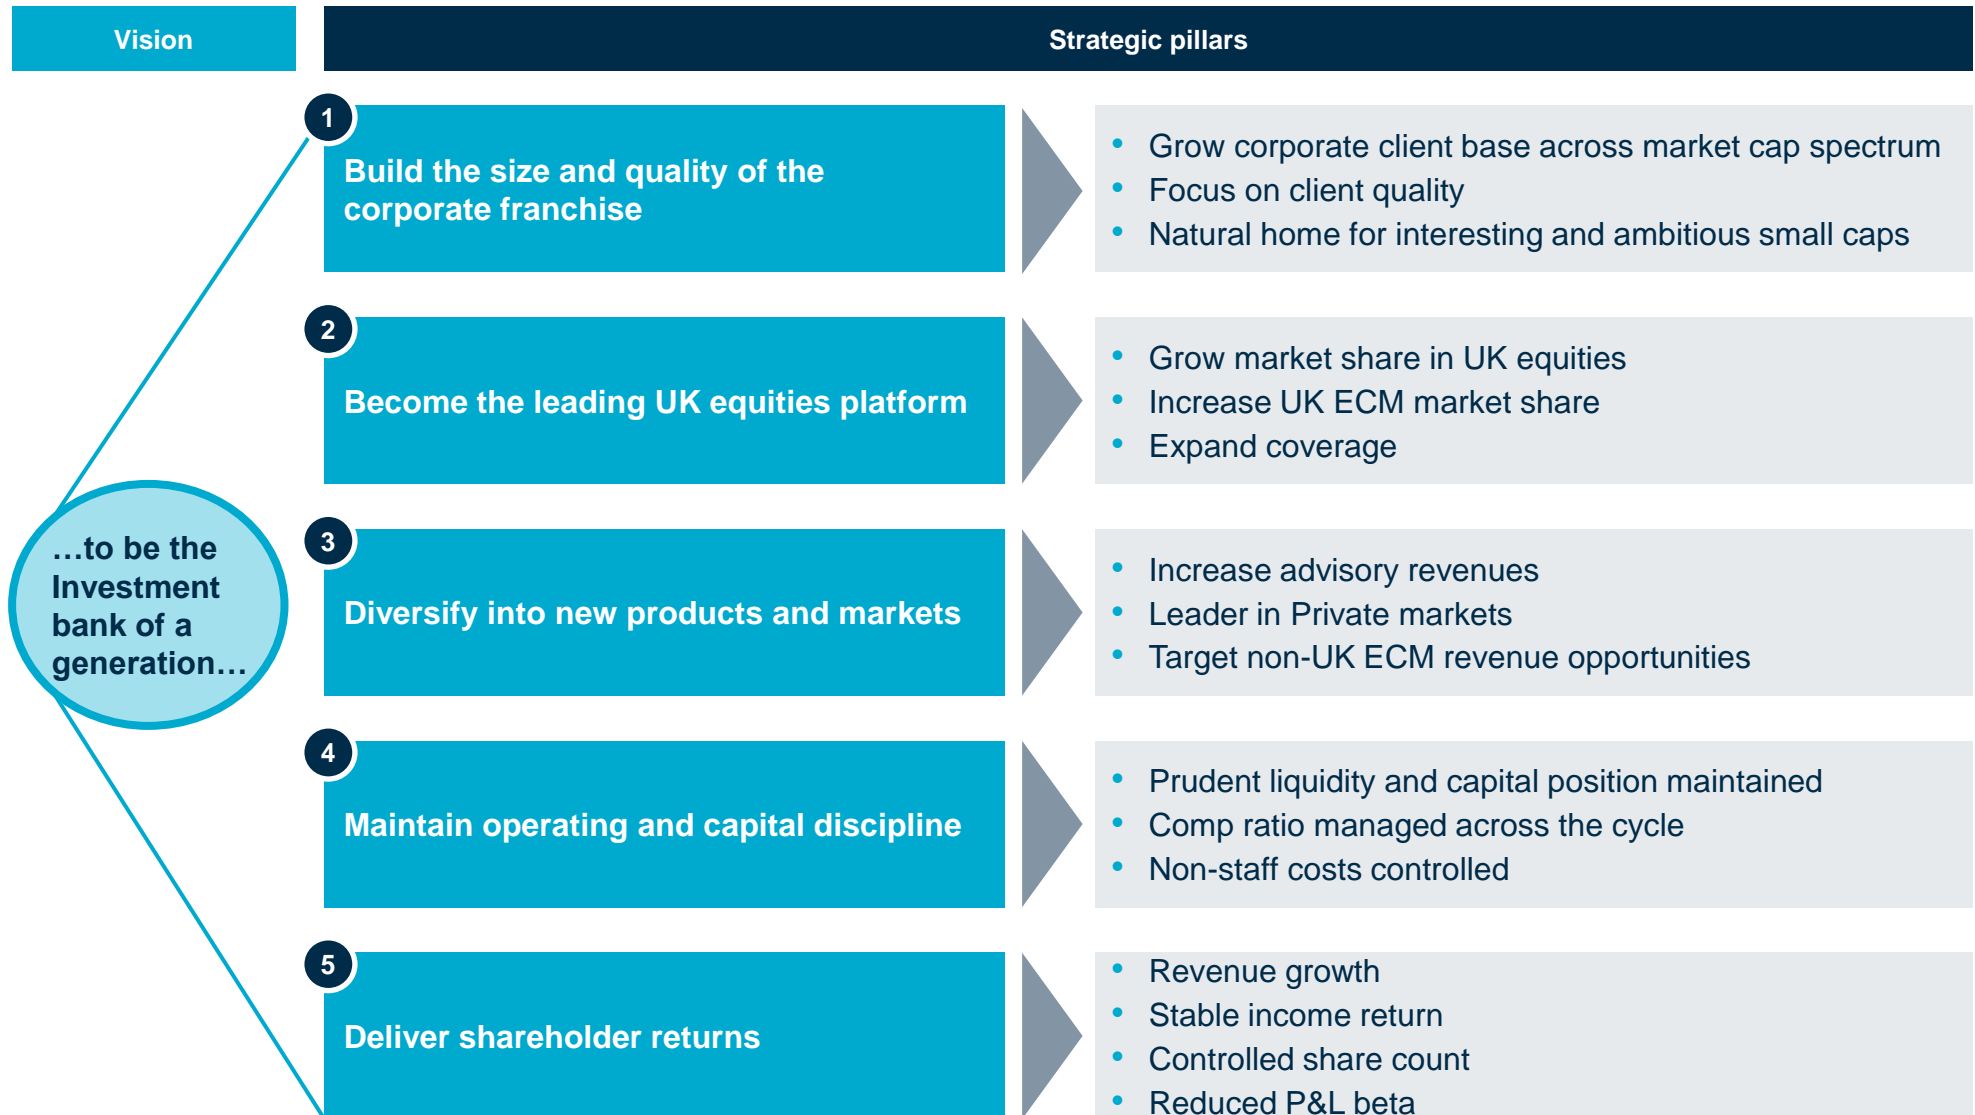 Vision
Strategic pillars
…to be the
Investment
bank of a
generation…
1
Build the size and quality of the
corporate franchise
• Grow corporate client base across market cap spectrum
• Focus on client quality
• Natural home for interesting and ambitious small caps
2
Become the leading UK equities platform
• Grow market share in UK equities
• Increase UK ECM market share
• Expand coverage
3
Diversify into new products and markets
• Increase advisory revenues
• Leader in Private markets
• Target non-UK ECM revenue opportunities
4
Maintain operating and capital discipline
• Prudent liquidity and capital position maintained
• Comp ratio managed across the cycle
• Non-staff costs controlled
5
Deliver shareholder returns
• Revenue growth
• Stable income return
• Controlled share count
• Reduced P&L beta